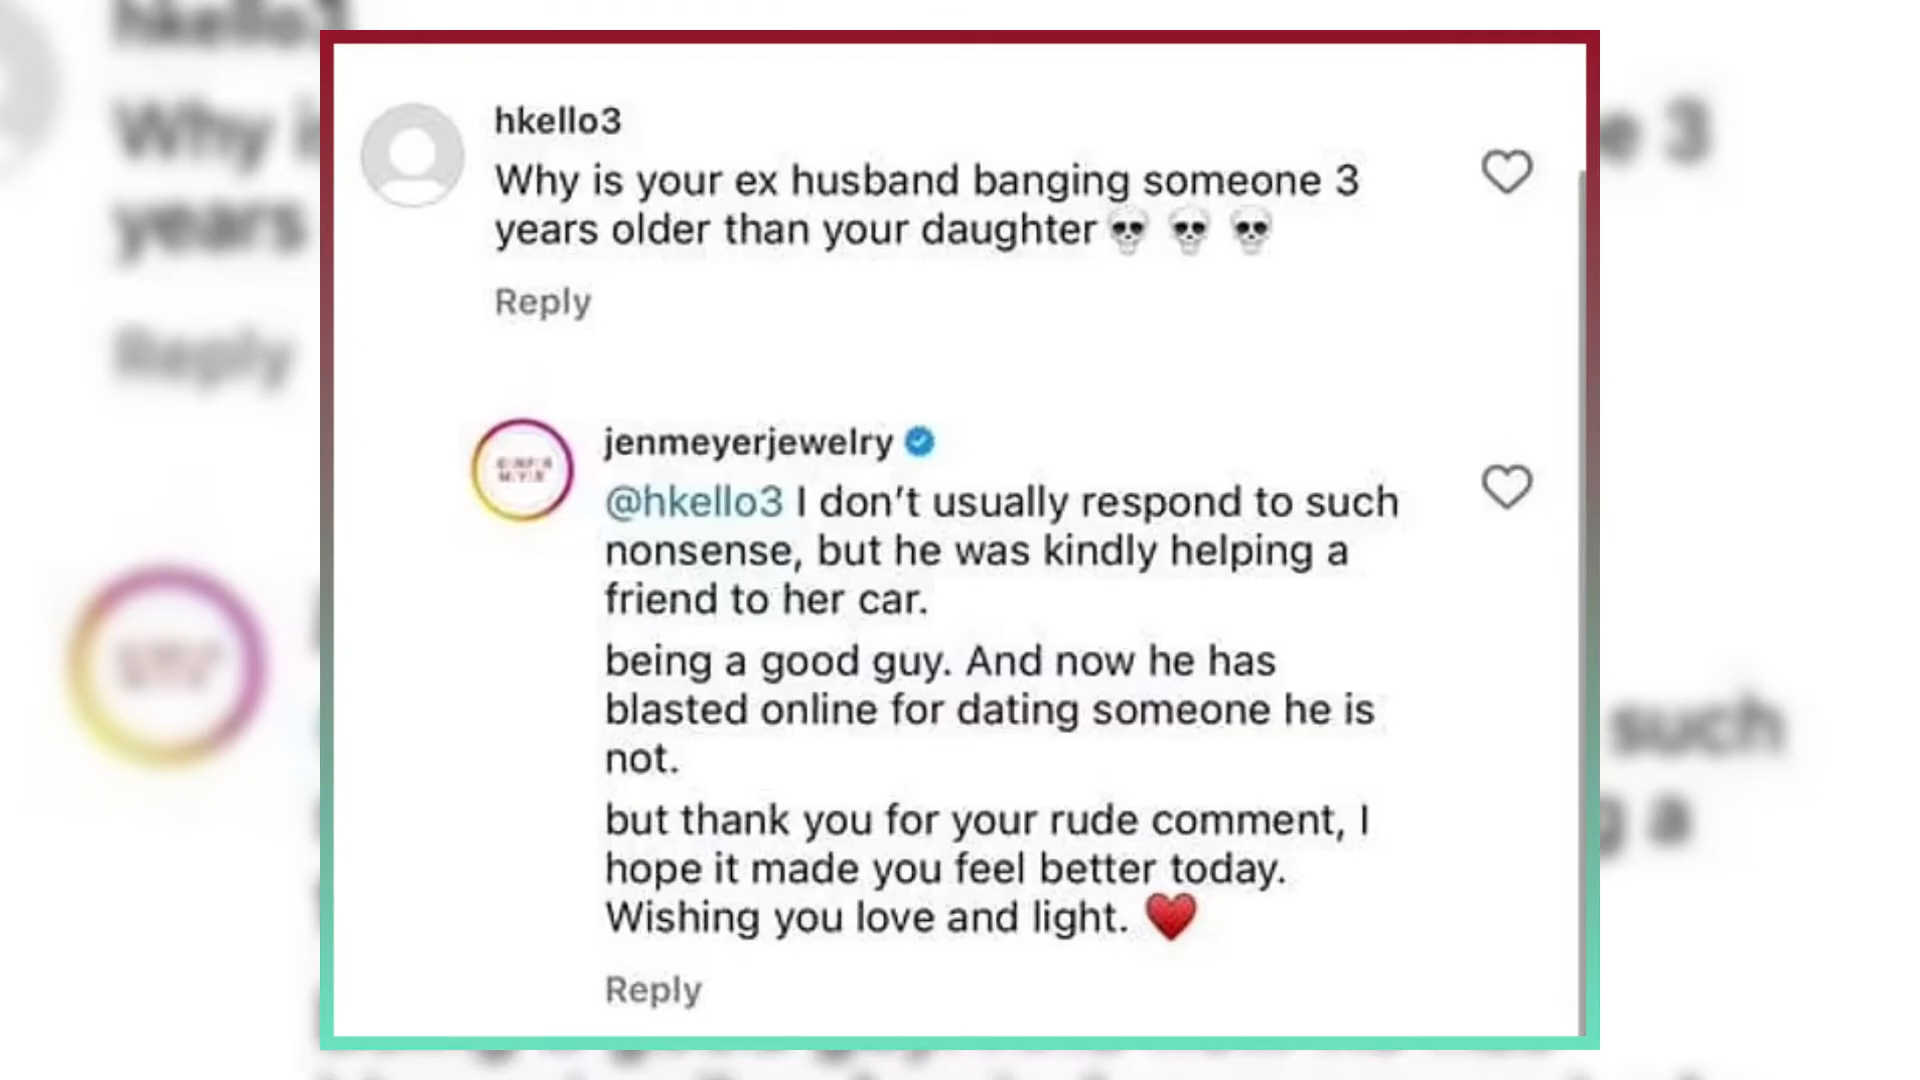 hkello3
Why is your ex husband banging someone 3
years older than your daughter💀 💀 💀
Reply
jenmeyerjewelry
@hkello3 I don’t usually respond to such
nonsense, but he was kindly helping a
friend to her car.
being a good guy. And now he has
blasted online for dating someone he is
not.
but thank you for your rude comment, I
hope it made you feel better today.
Wishing you love and light. ♥️
Reply